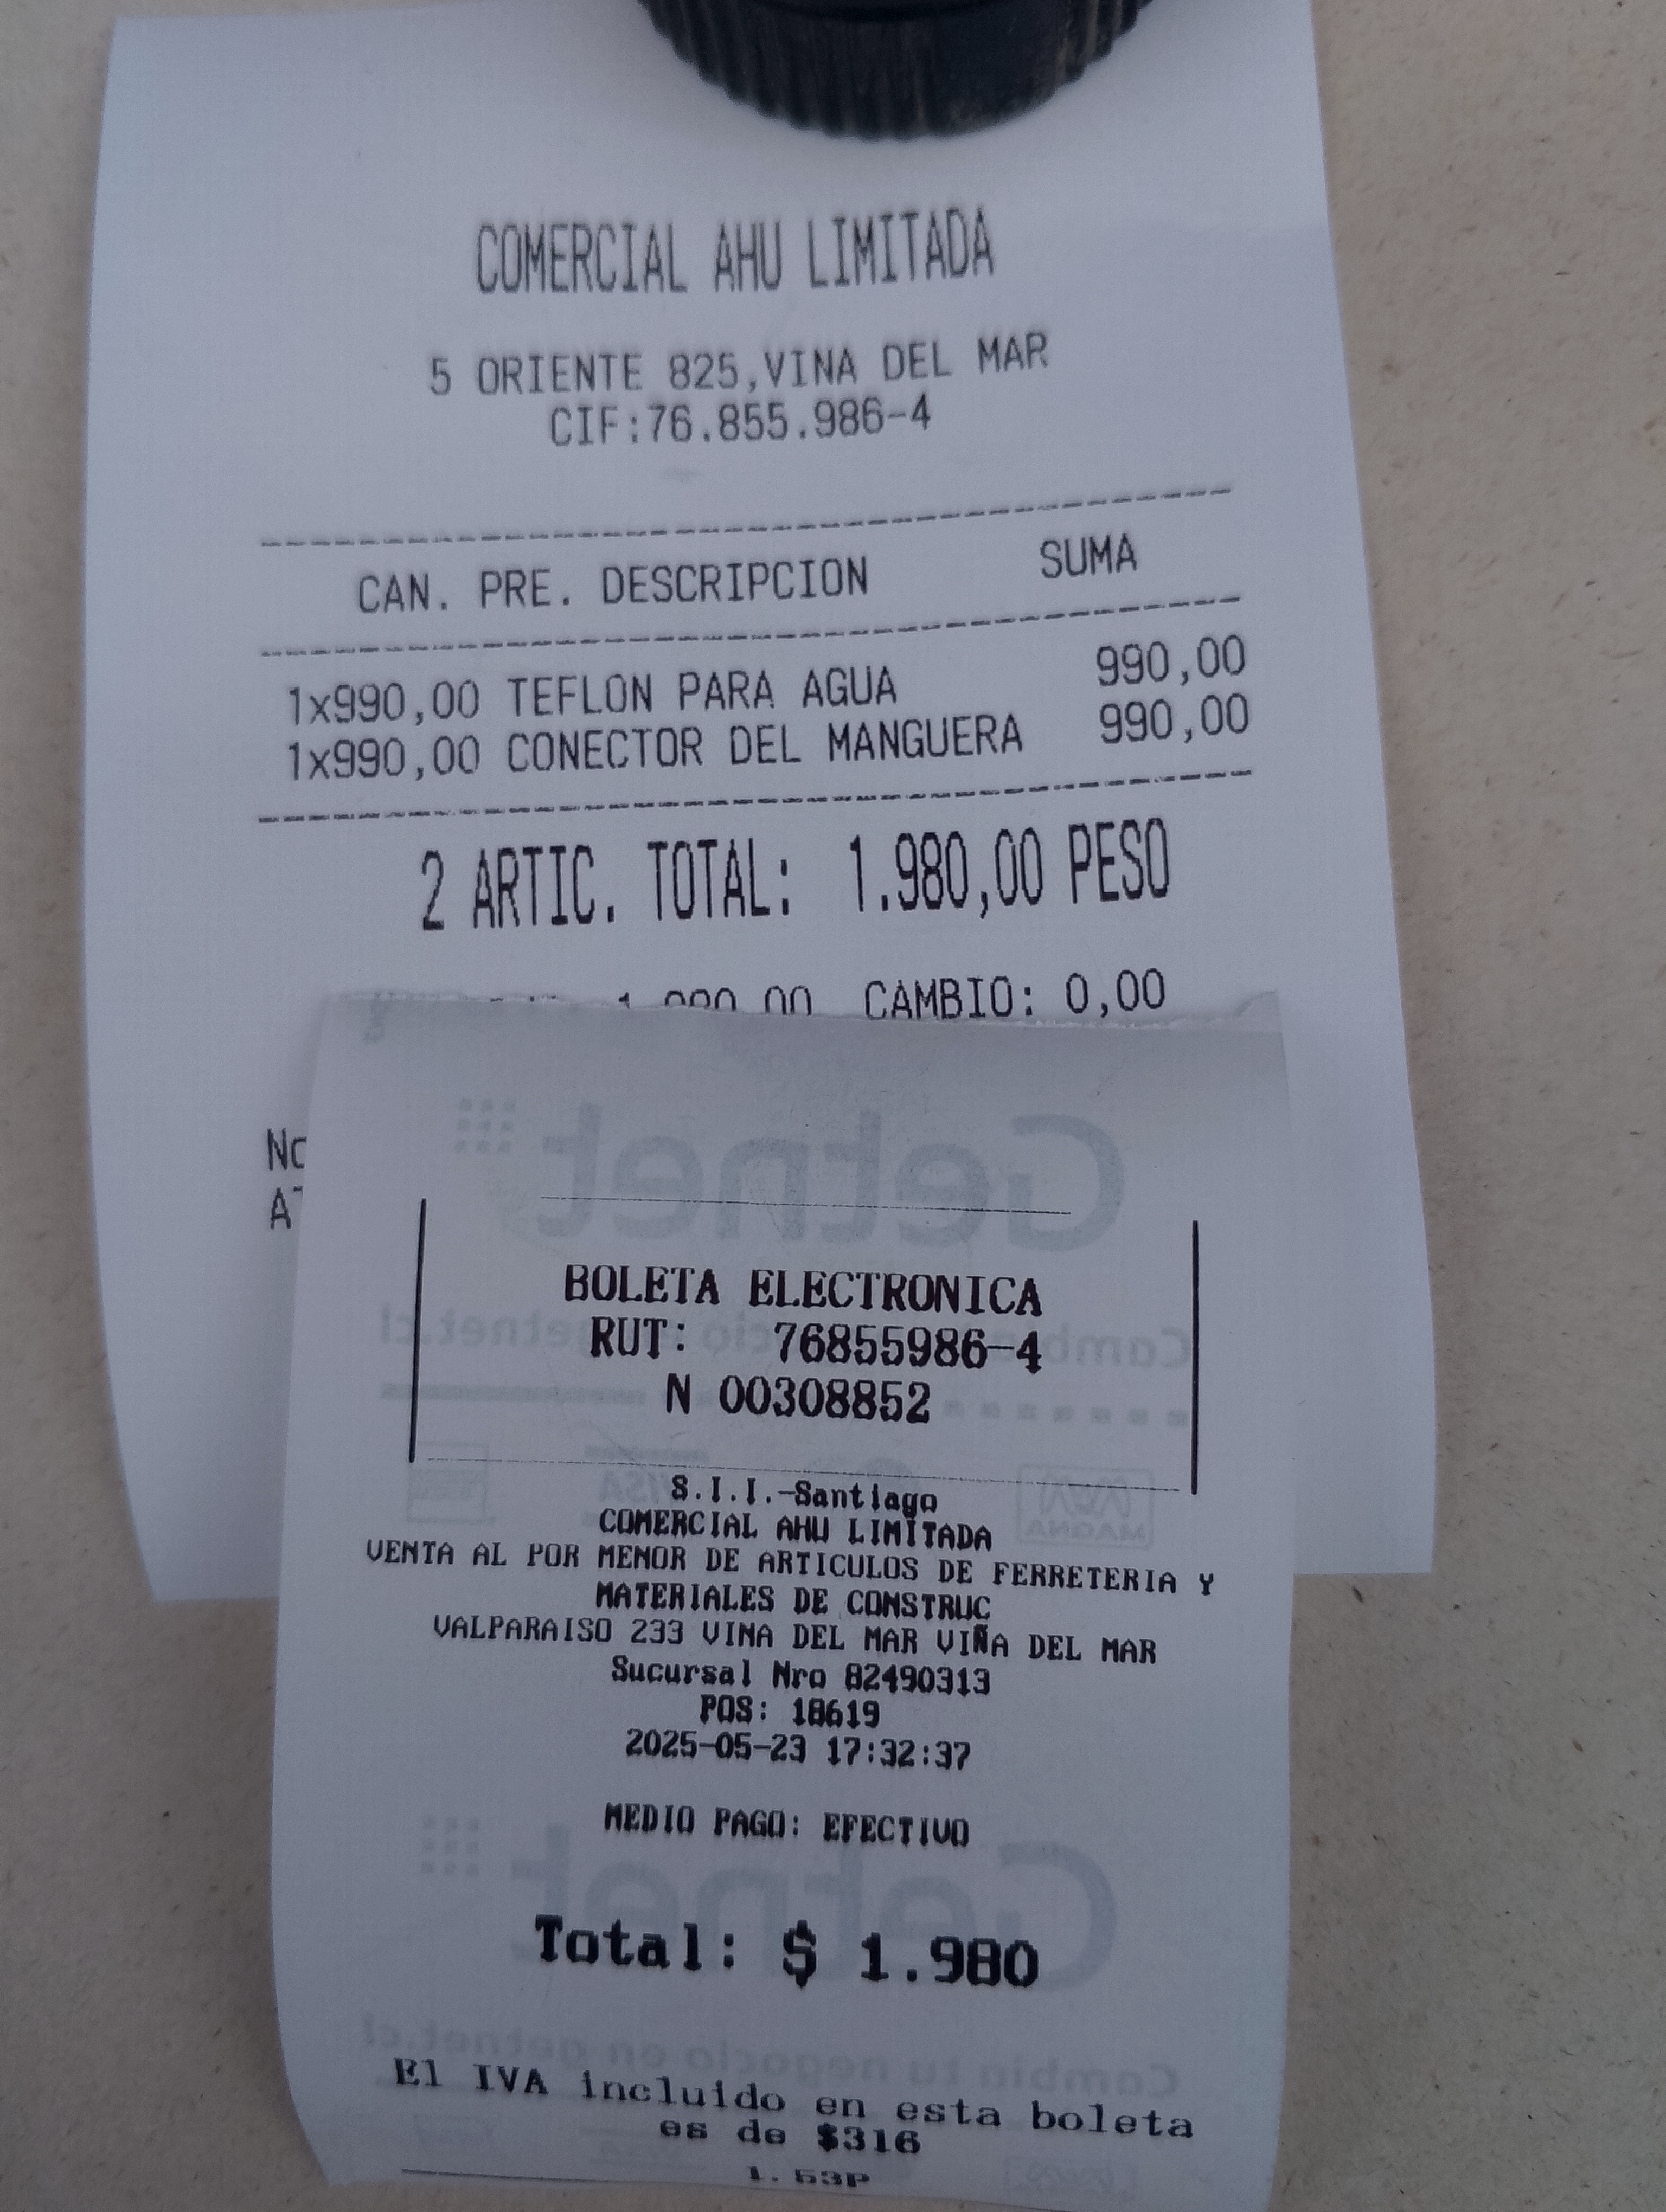 COMERCIAL AHU LIMITADA
5 ORIENTE 825,VINA DEL MAR
CIF:76.855.986-4
CAN. PRE. DESCRIPCION SUMA
1x990,00 TEFLON PARA AGUA 990,00
1x990,00 CONECTOR DEL MANGUERA 990,00
2 ARTIC. TOTAL: 1.980,00 PESO
CAMBIO: 0,00
BOLETA ELECTRONICA
RUT: 76855986-4
N 00308852
S.I.I.-Santiago
COMERCIAL AHU LIMITADA
VENTA AL POR MENOR DE ARTICULOS DE FERRETERIA Y
MATERIALES DE CONSTRUC
VALPARAISO 233 VINA DEL MAR VIÑA DEL MAR
Sucursal Nro 82490313
POS: 18619
2025-05-23 17:32:37
MEDIO PAGO: EFECTIVO
Total: $ 1.980
El IVA incluido en esta boleta
es de $316